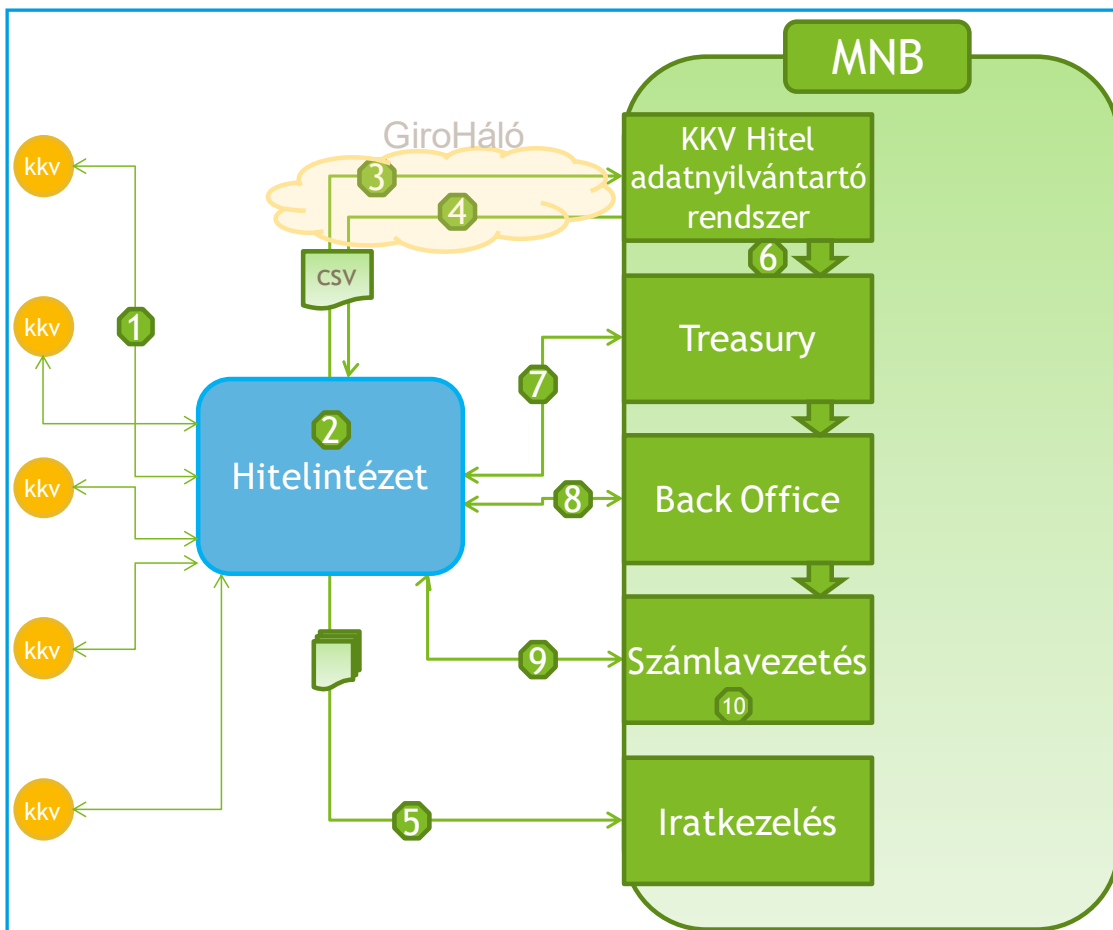 MNB
GiroHáló
kkv
3
KKV Hitel
adatnyilvántartó
rendszer
4
6
csv
kkv
1
Treasury
7
2
Hitelintézet
kkv
8
Back Office
kkv
9
Számlavezetés
10
kkv
5
Iratkezelés